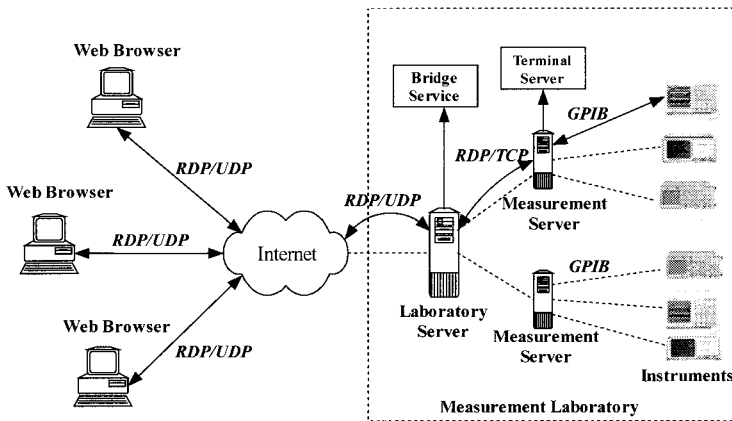 Web Browser
RDP/UDP
Web Browser
RDP/UDP
Web Browser
RDP/UDP
Internet
RDP/UDP
Bridge
Service
Terminal
Server
GPIB
RDP/TCP
Measurement
Server
Laboratory
Server
GPIB
Measurement
Server
Instruments
Measurement Laboratory